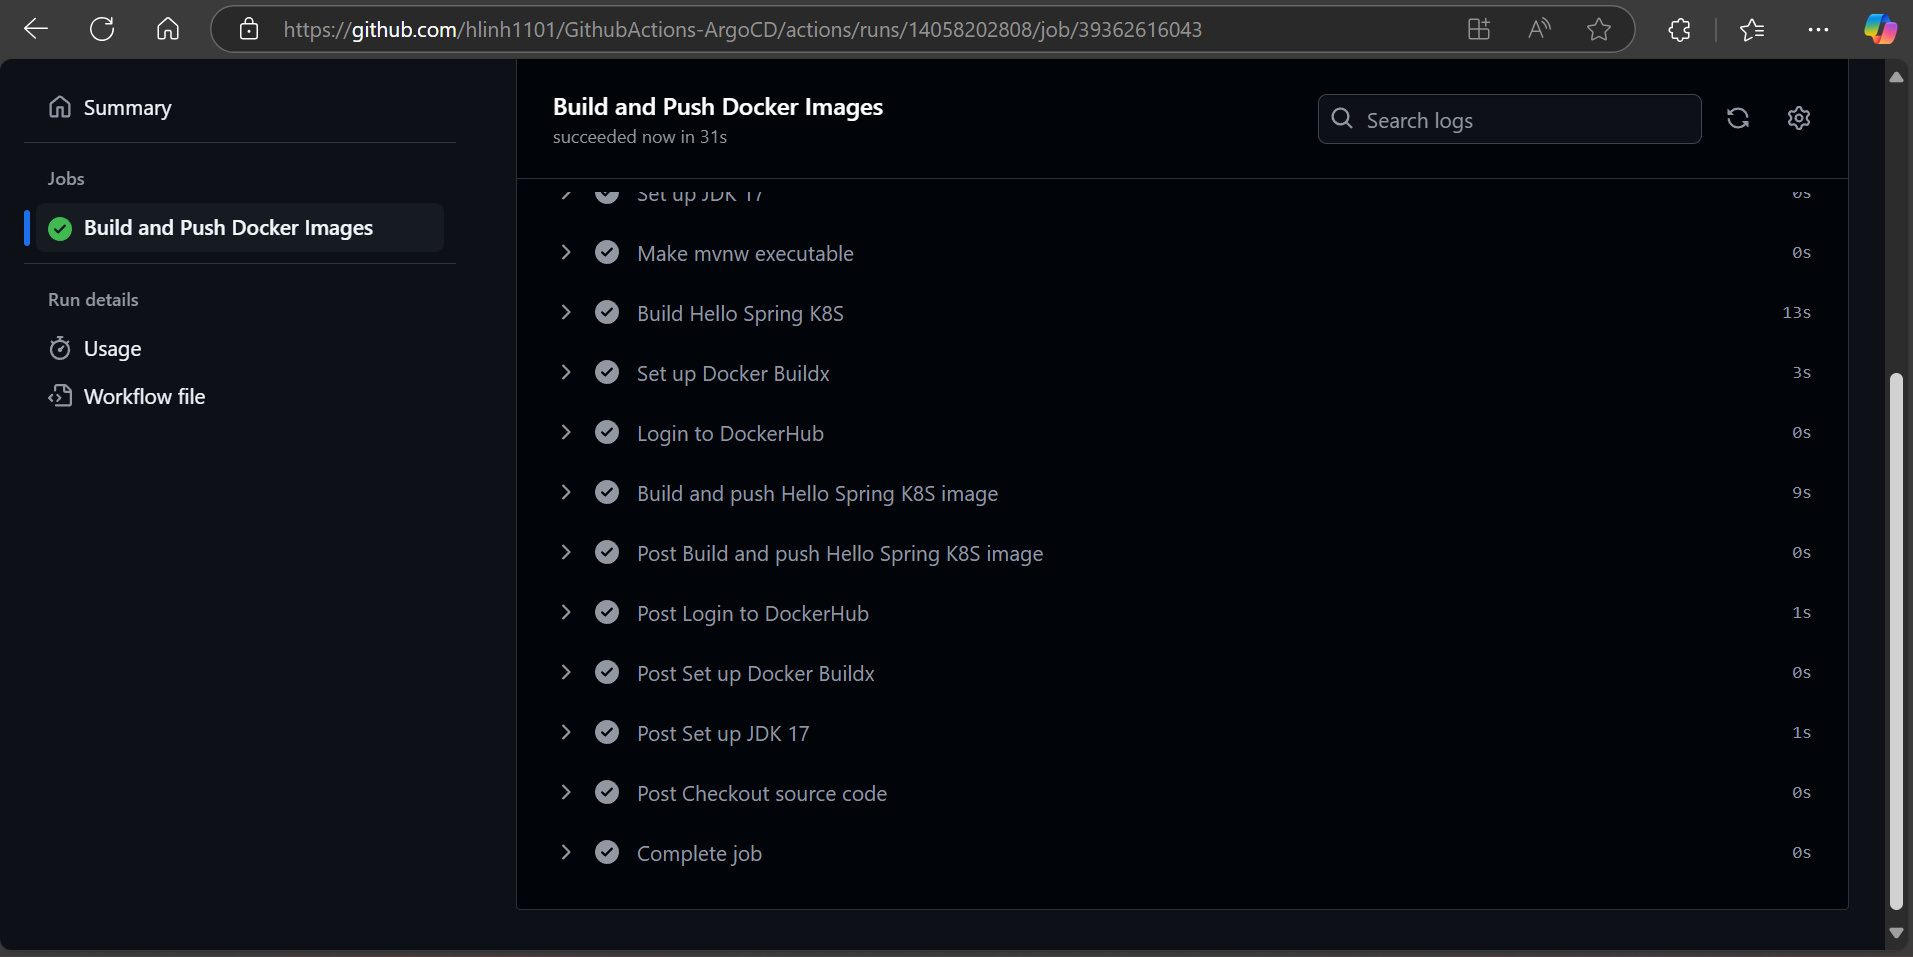 https://github.com/hlinh1101/GithubActions-ArgoCD/actions/runs/14058202808/job/39362616043
Summary
Jobs
Build and Push Docker Images
Run details
Usage
Workflow file
Build and Push Docker Images
succeeded now in 31s
Search logs
Set up JDK 17 0s
Make mvnw executable 0s
Build Hello Spring K8S 13s
Set up Docker Buildx 3s
Login to DockerHub 0s
Build and push Hello Spring K8S image 9s
Post Build and push Hello Spring K8S image 0s
Post Login to DockerHub 1s
Post Set up Docker Buildx 0s
Post Set up JDK 17 1s
Post Checkout source code 0s
Complete job 0s